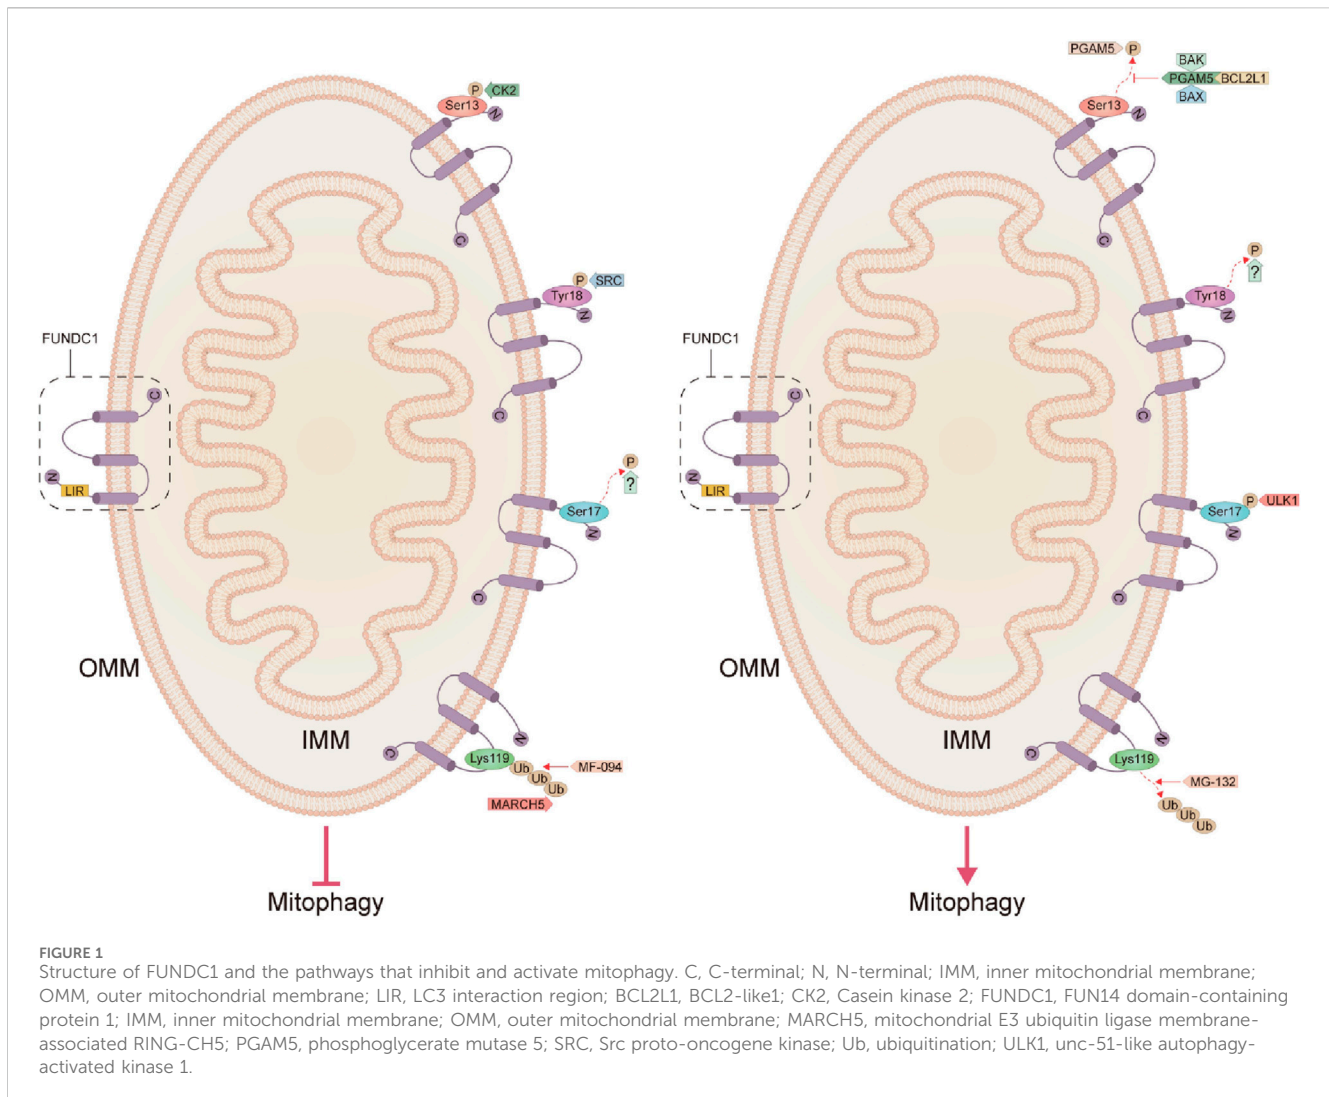 P
CK2
Ser13
N
C
P
SRC
Tyr18
N
C
FUNDC1
C
N
LIR
P
?
Ser17
N
C
OMM
IMM
N
C
Lys119
Ub
Ub
Ub
MF-094
MARCH5
Mitophagy
PGAM5
P
BAK
PGAM5
BCL2L1
BAX
Ser13
N
C
P
?
Tyr18
N
C
FUNDC1
C
N
LIR
P
ULK1
Ser17
N
C
OMM
IMM
N
C
Lys119
MG-132
Ub
Ub
Ub
Mitophagy
FIGURE 1
Structure of FUNDC1 and the pathways that inhibit and activate mitophagy. C, C-terminal; N, N-terminal; IMM, inner mitochondrial membrane;
OMM, outer mitochondrial membrane; LIR, LC3 interaction region; BCL2L1, BCL2-like1; CK2, Casein kinase 2; FUNDC1, FUN14 domain-containing
protein 1; IMM, inner mitochondrial membrane; OMM, outer mitochondrial membrane; MARCH5, mitochondrial E3 ubiquitin ligase membrane-
associated RING-CH5; PGAM5, phosphoglycerate mutase 5; SRC, Src proto-oncogene kinase; Ub, ubiquitination; ULK1, unc-51-like autophagy-
activated kinase 1.